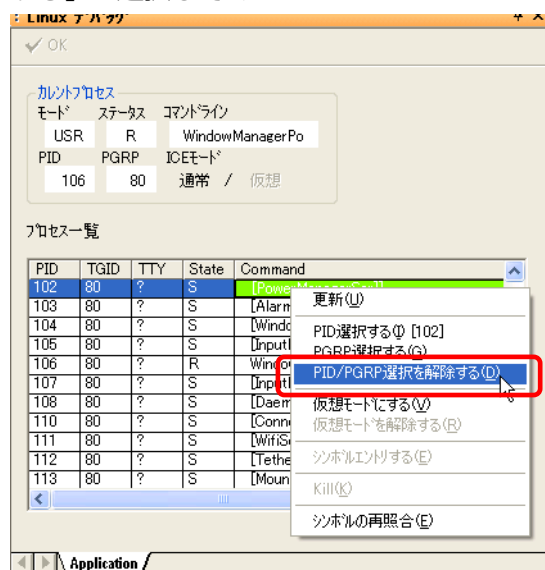 Linux デバッガ
OK
カレントプロセス
モード ステータス コマンドライン
USR R WindowManagerPo
PID PGRP ICEモード
106 80 通常 / 仮想
プロセス一覧
PID TGID TTY State Command
102 80 ? S [PowerManagerSer]]
103 80 ? S [Alarm
104 80 ? S [Windo
105 80 ? S [Input
106 80 ? R Windo
107 80 ? S [Input
108 80 ? S [Daem
110 80 ? S [Conn
111 80 ? S [WifiS
112 80 ? S [Tethe
113 80 ? S [Moun
更新(U)
PID選択する(I) [102]
PGRP選択する(G)
PID/PGRP選択を解除する(D)
仮想モードにする(V)
仮想モードを解除する(R)
シンボルエントリする(E)
Kill(K)
シンボルの再照合(E)
Application